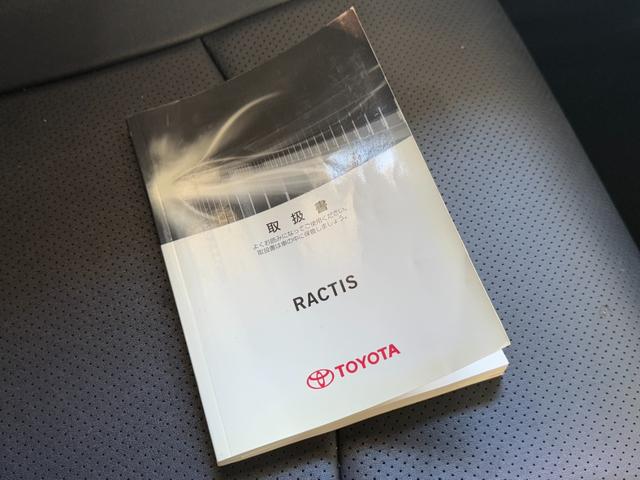 取扱書
よくお読みになってご使用ください。
取扱書は車の中に保管しましょう。
RACTIS
TOYOTA